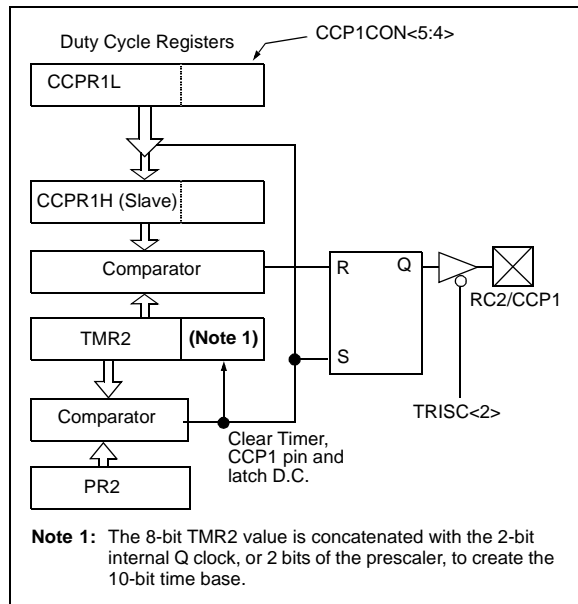 Duty Cycle Registers
CCP1CON<5:4>
CCPR1L
CCPR1H (Slave)
Comparator
R
Q
RC2/CCP1
TMR2
(Note 1)
S
TRISC<2>
Comparator
Clear Timer,
CCP1 pin and
latch D.C.
PR2
Note 1: The 8-bit TMR2 value is concatenated with the 2-bit
internal Q clock, or 2 bits of the prescaler, to create the
10-bit time base.